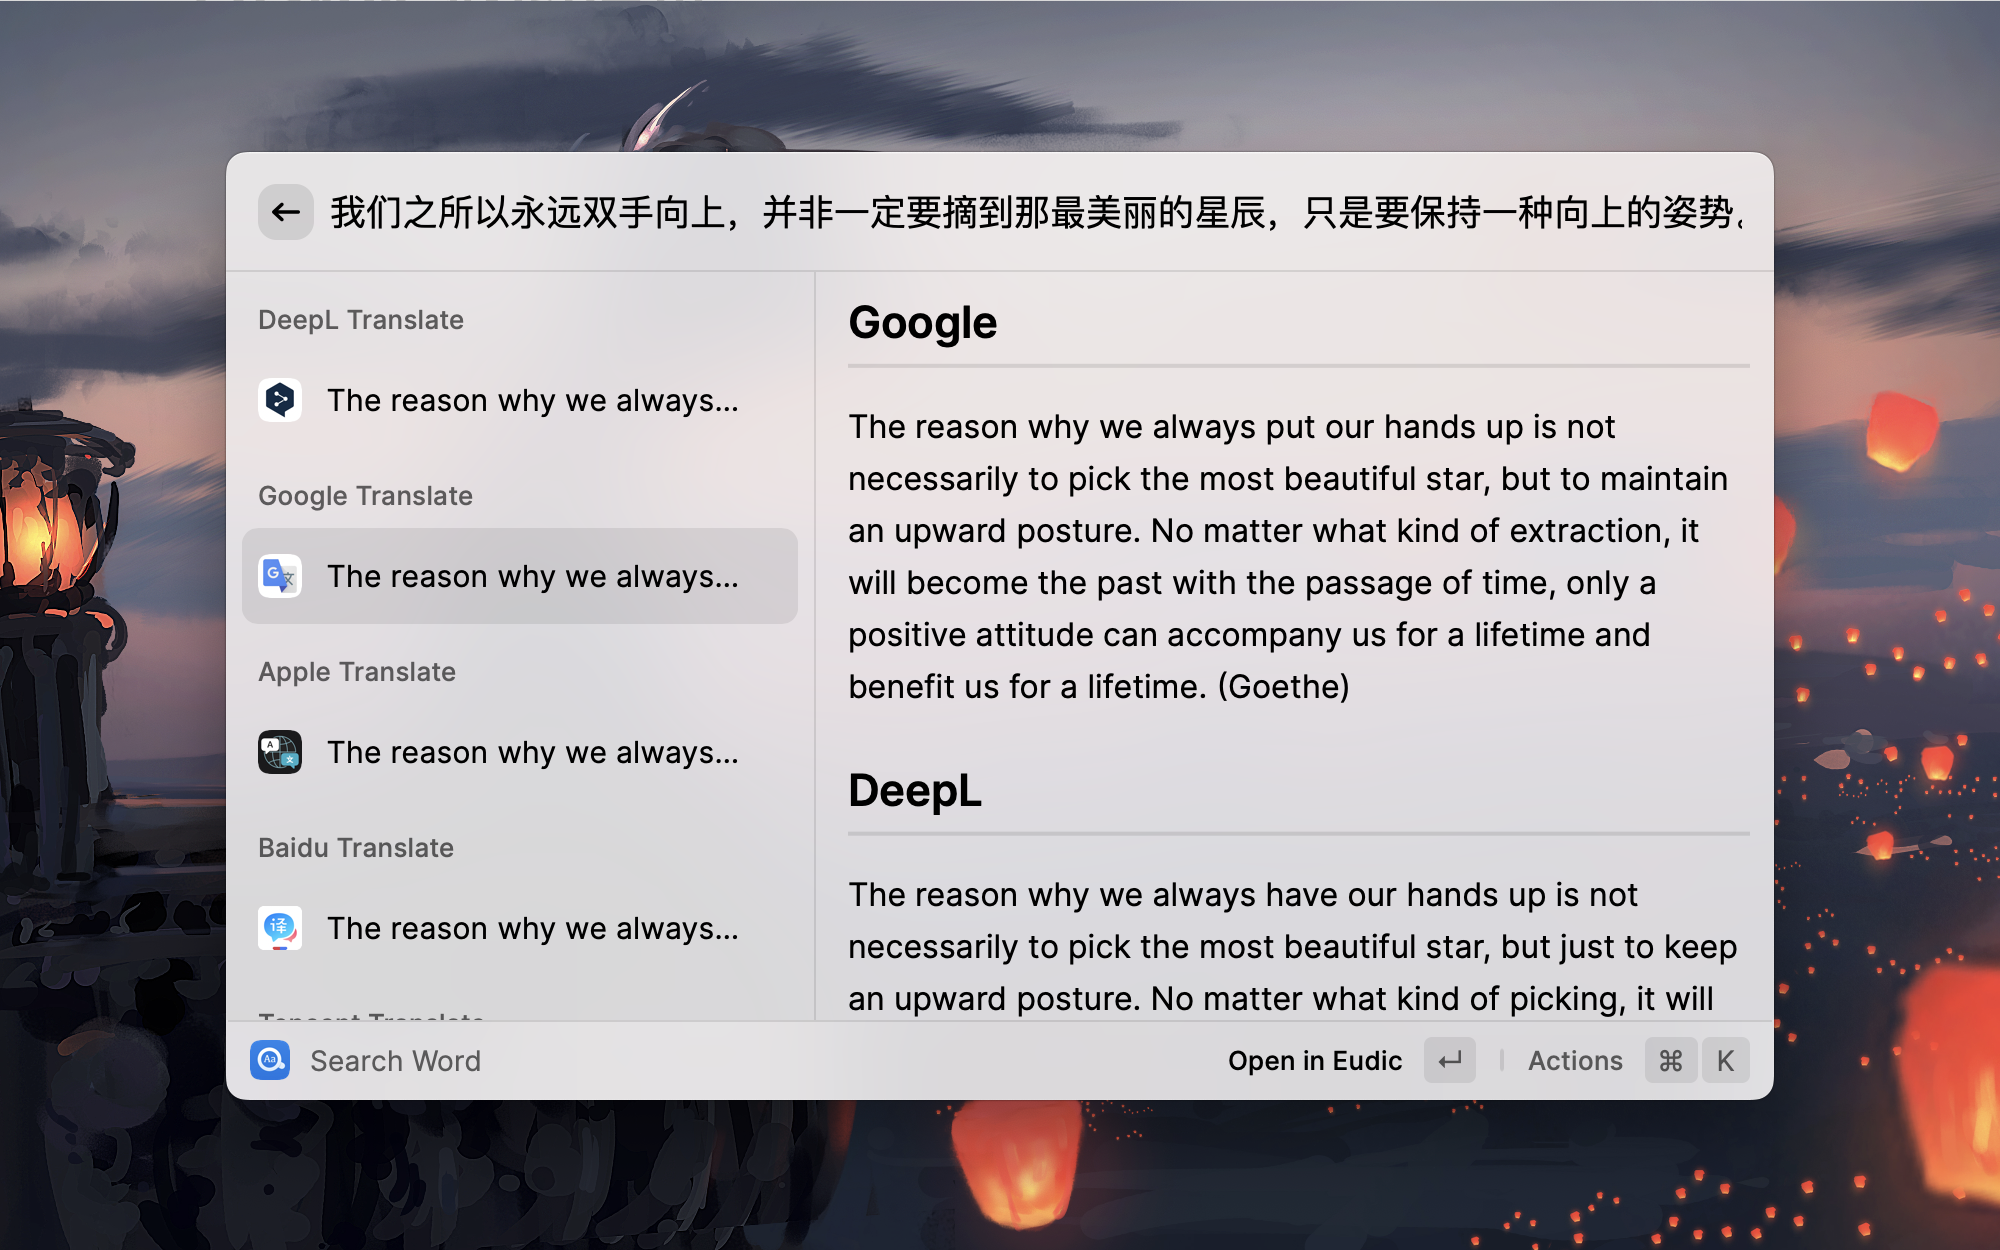 我们之所以永远双手向上，并非一定要摘到那最美丽的星辰，只是要保持一种向上的姿势。
DeepL Translate
The reason why we always...
Google Translate
The reason why we always...
Apple Translate
The reason why we always...
Baidu Translate
The reason why we always...
Tencent Translate
Google
The reason why we always put our hands up is not
necessarily to pick the most beautiful star, but to maintain
an upward posture. No matter what kind of extraction, it
will become the past with the passage of time, only a
positive attitude can accompany us for a lifetime and
benefit us for a lifetime. (Goethe)
DeepL
The reason why we always have our hands up is not
necessarily to pick the most beautiful star, but just to keep
an upward posture. No matter what kind of picking, it will
Search Word
Open in Eudic
Actions
⌘ K